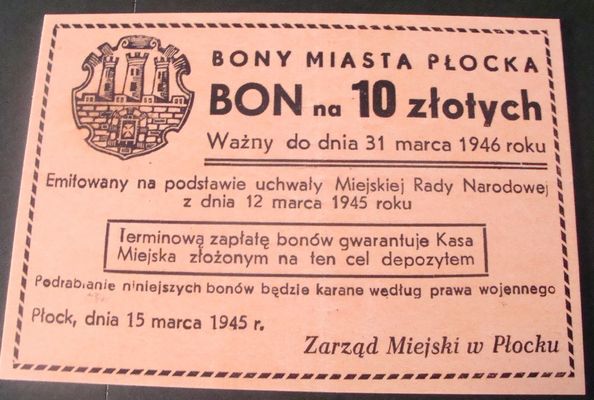 BONY MIASTA PŁOCKA
BON na 10 złotych
Ważny do dnia 31 marca 1946 roku
Emitowany na podstawie uchwały Miejskiej Rady Narodowej
z dnia 12 marca 1945 roku
Terminową zapłatę bonów gwarantuje Kasa
Miejska złożonym na ten cel depozytem
Podrabianie niniejszych bonów będzie karane według prawa wojennego
Płock, dnia 15 marca 1945 r.
Zarząd Miejski w Płocku